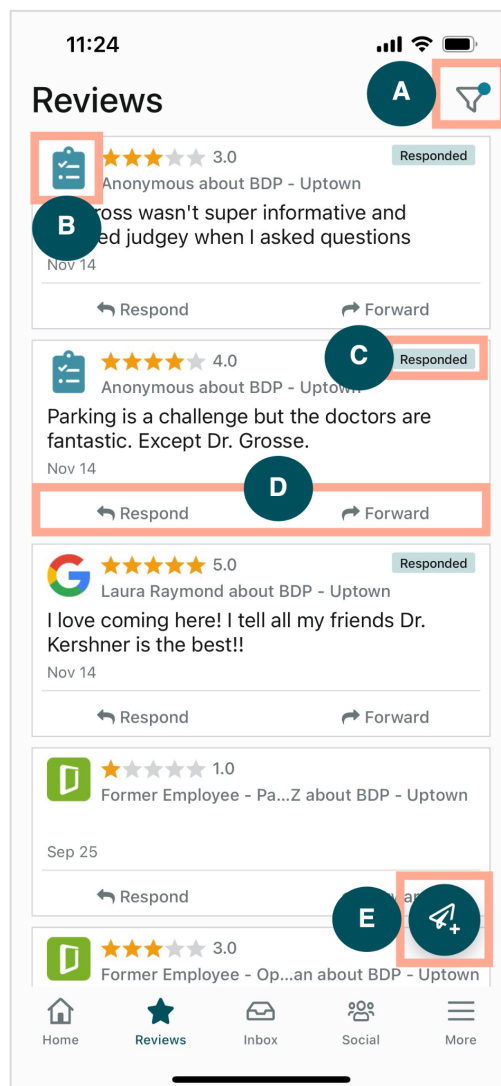 11:24
Reviews
A
3.0
Responded
Anonymous about BDP - Uptown
B
wasn't super informative and
judgey when I asked questions
Nov 14
Respond
Forward
4.0
C
Responded
Anonymous about BDP - Uptown
Parking is a challenge but the doctors are
fantastic. Except Dr. Grosse.
Nov 14
D
Respond
Forward
G
5.0
Responded
Laura Raymond about BDP - Uptown
I love coming here! I tell all my friends Dr.
Kershner is the best!!
Nov 14
Respond
Forward
1.0
Former Employee - Pa...Z about BDP - Uptown
Sep 25
Respond
E
3.0
Former Employee - Op...an about BDP - Uptown
Home
Reviews
Inbox
Social
More